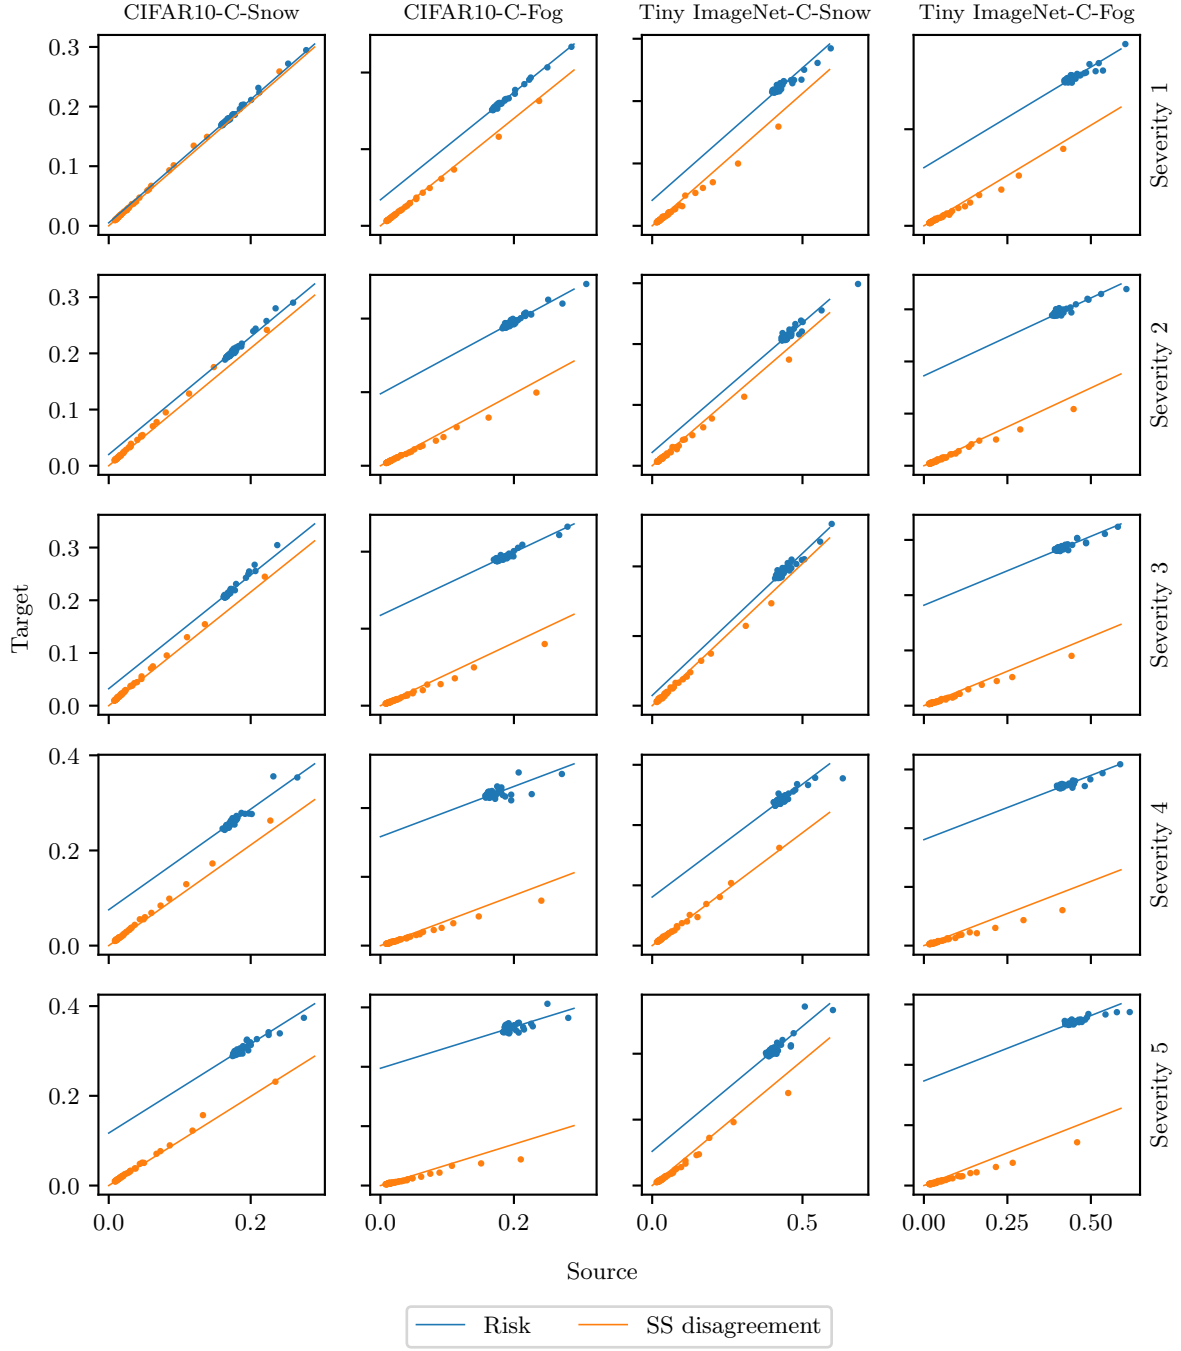 CIFAR10-C-Snow CIFAR10-C-Fog Tiny ImageNet-C-Snow Tiny ImageNet-C-Fog
0.3
0.2
0.1
0.0
Severity 1
0.3
0.2
0.1
0.0
Severity 2
0.3
0.2
0.1
0.0
Severity 3
Target
0.4
0.2
0.0
Severity 4
0.4
0.2
0.0
Severity 5
0.0 0.2 0.0 0.2 0.0 0.5 0.00 0.25 0.50
Source
Risk SS disagreement